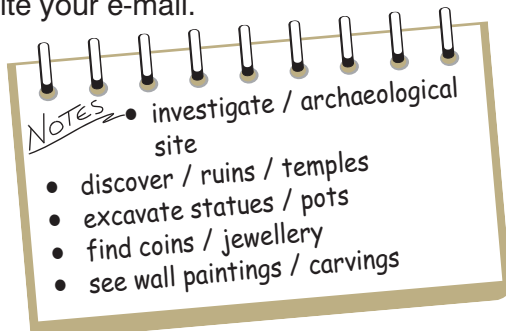 ite your e-mail.
NOTES
• investigate / archaeological
site
• discover / ruins / temples
• excavate statues / pots
• find coins / jewellery
• see wall paintings / carvings